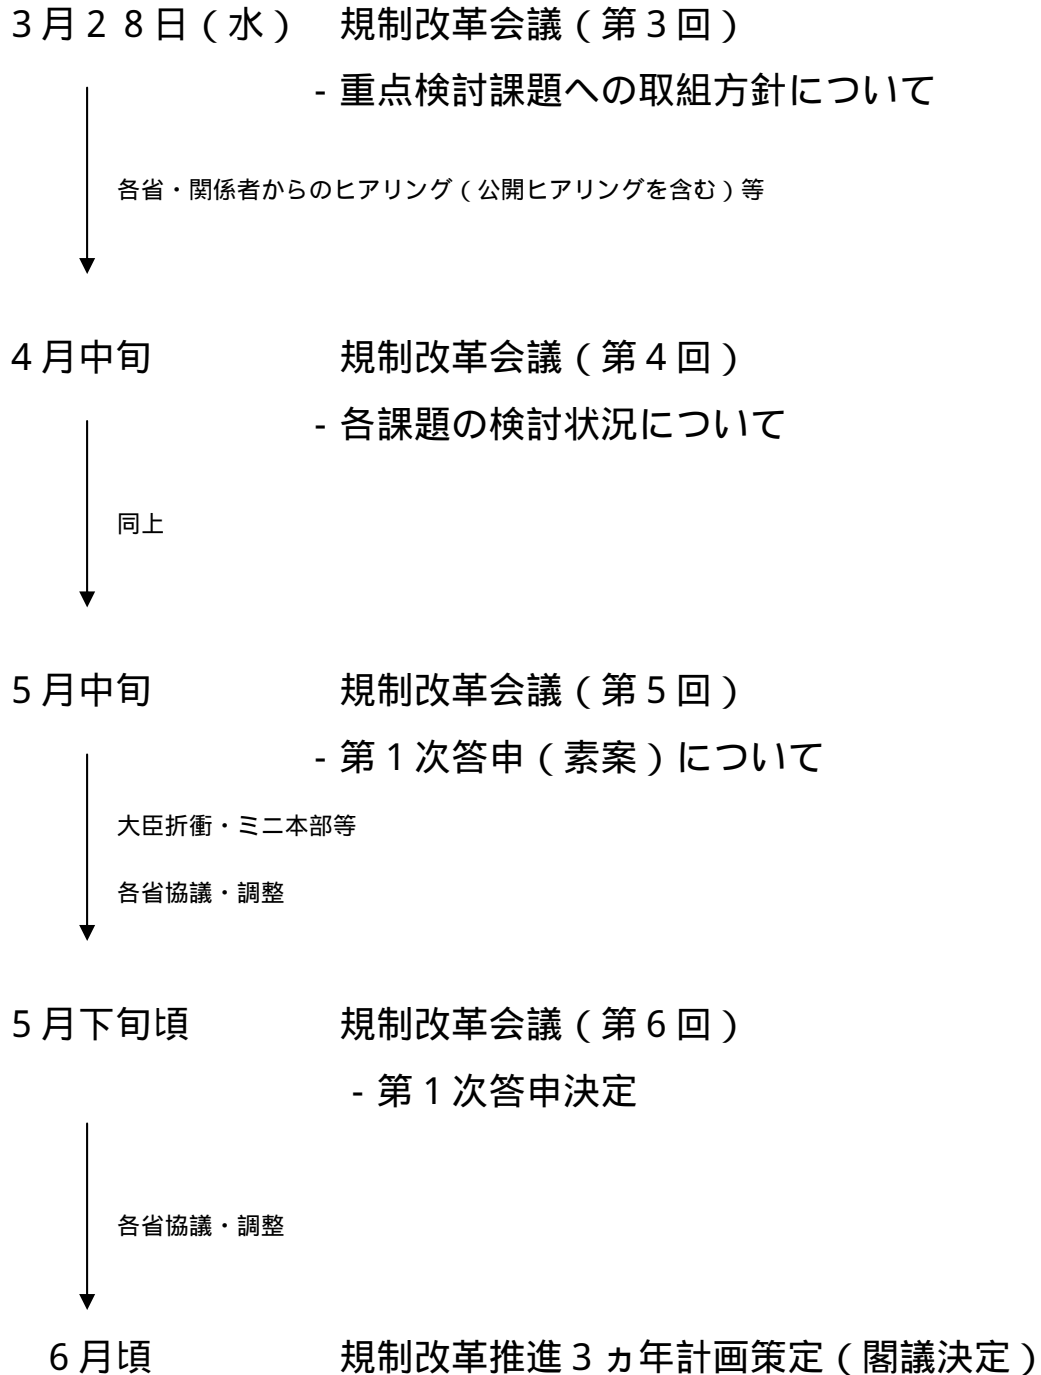 3月28日（水） 規制改革会議（第3回）
- 重点検討課題への取組方針について
各省・関係者からのヒアリング（公開ヒアリングを含む）等
4月中旬 規制改革会議（第4回）
- 各課題の検討状況について
同上
5月中旬 規制改革会議（第5回）
- 第1次答申（素案）について
大臣折衝・ミニ本部等
各省協議・調整
5月下旬頃 規制改革会議（第6回）
- 第1次答申決定
各省協議・調整
6月頃 規制改革推進3ヵ年計画策定（閣議決定）